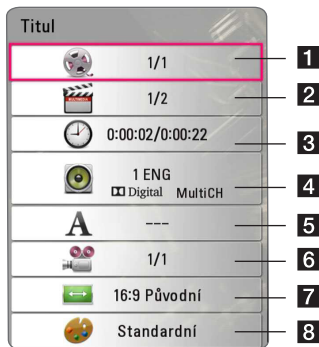 Titul
1/1 1
1/2 2
MULTIMEDIA
0:00:02/0:00:22 3
1 ENG
Digital MultiCH 4
A --- 5
1/1 6
16:9 Původní 7
Standardní 8